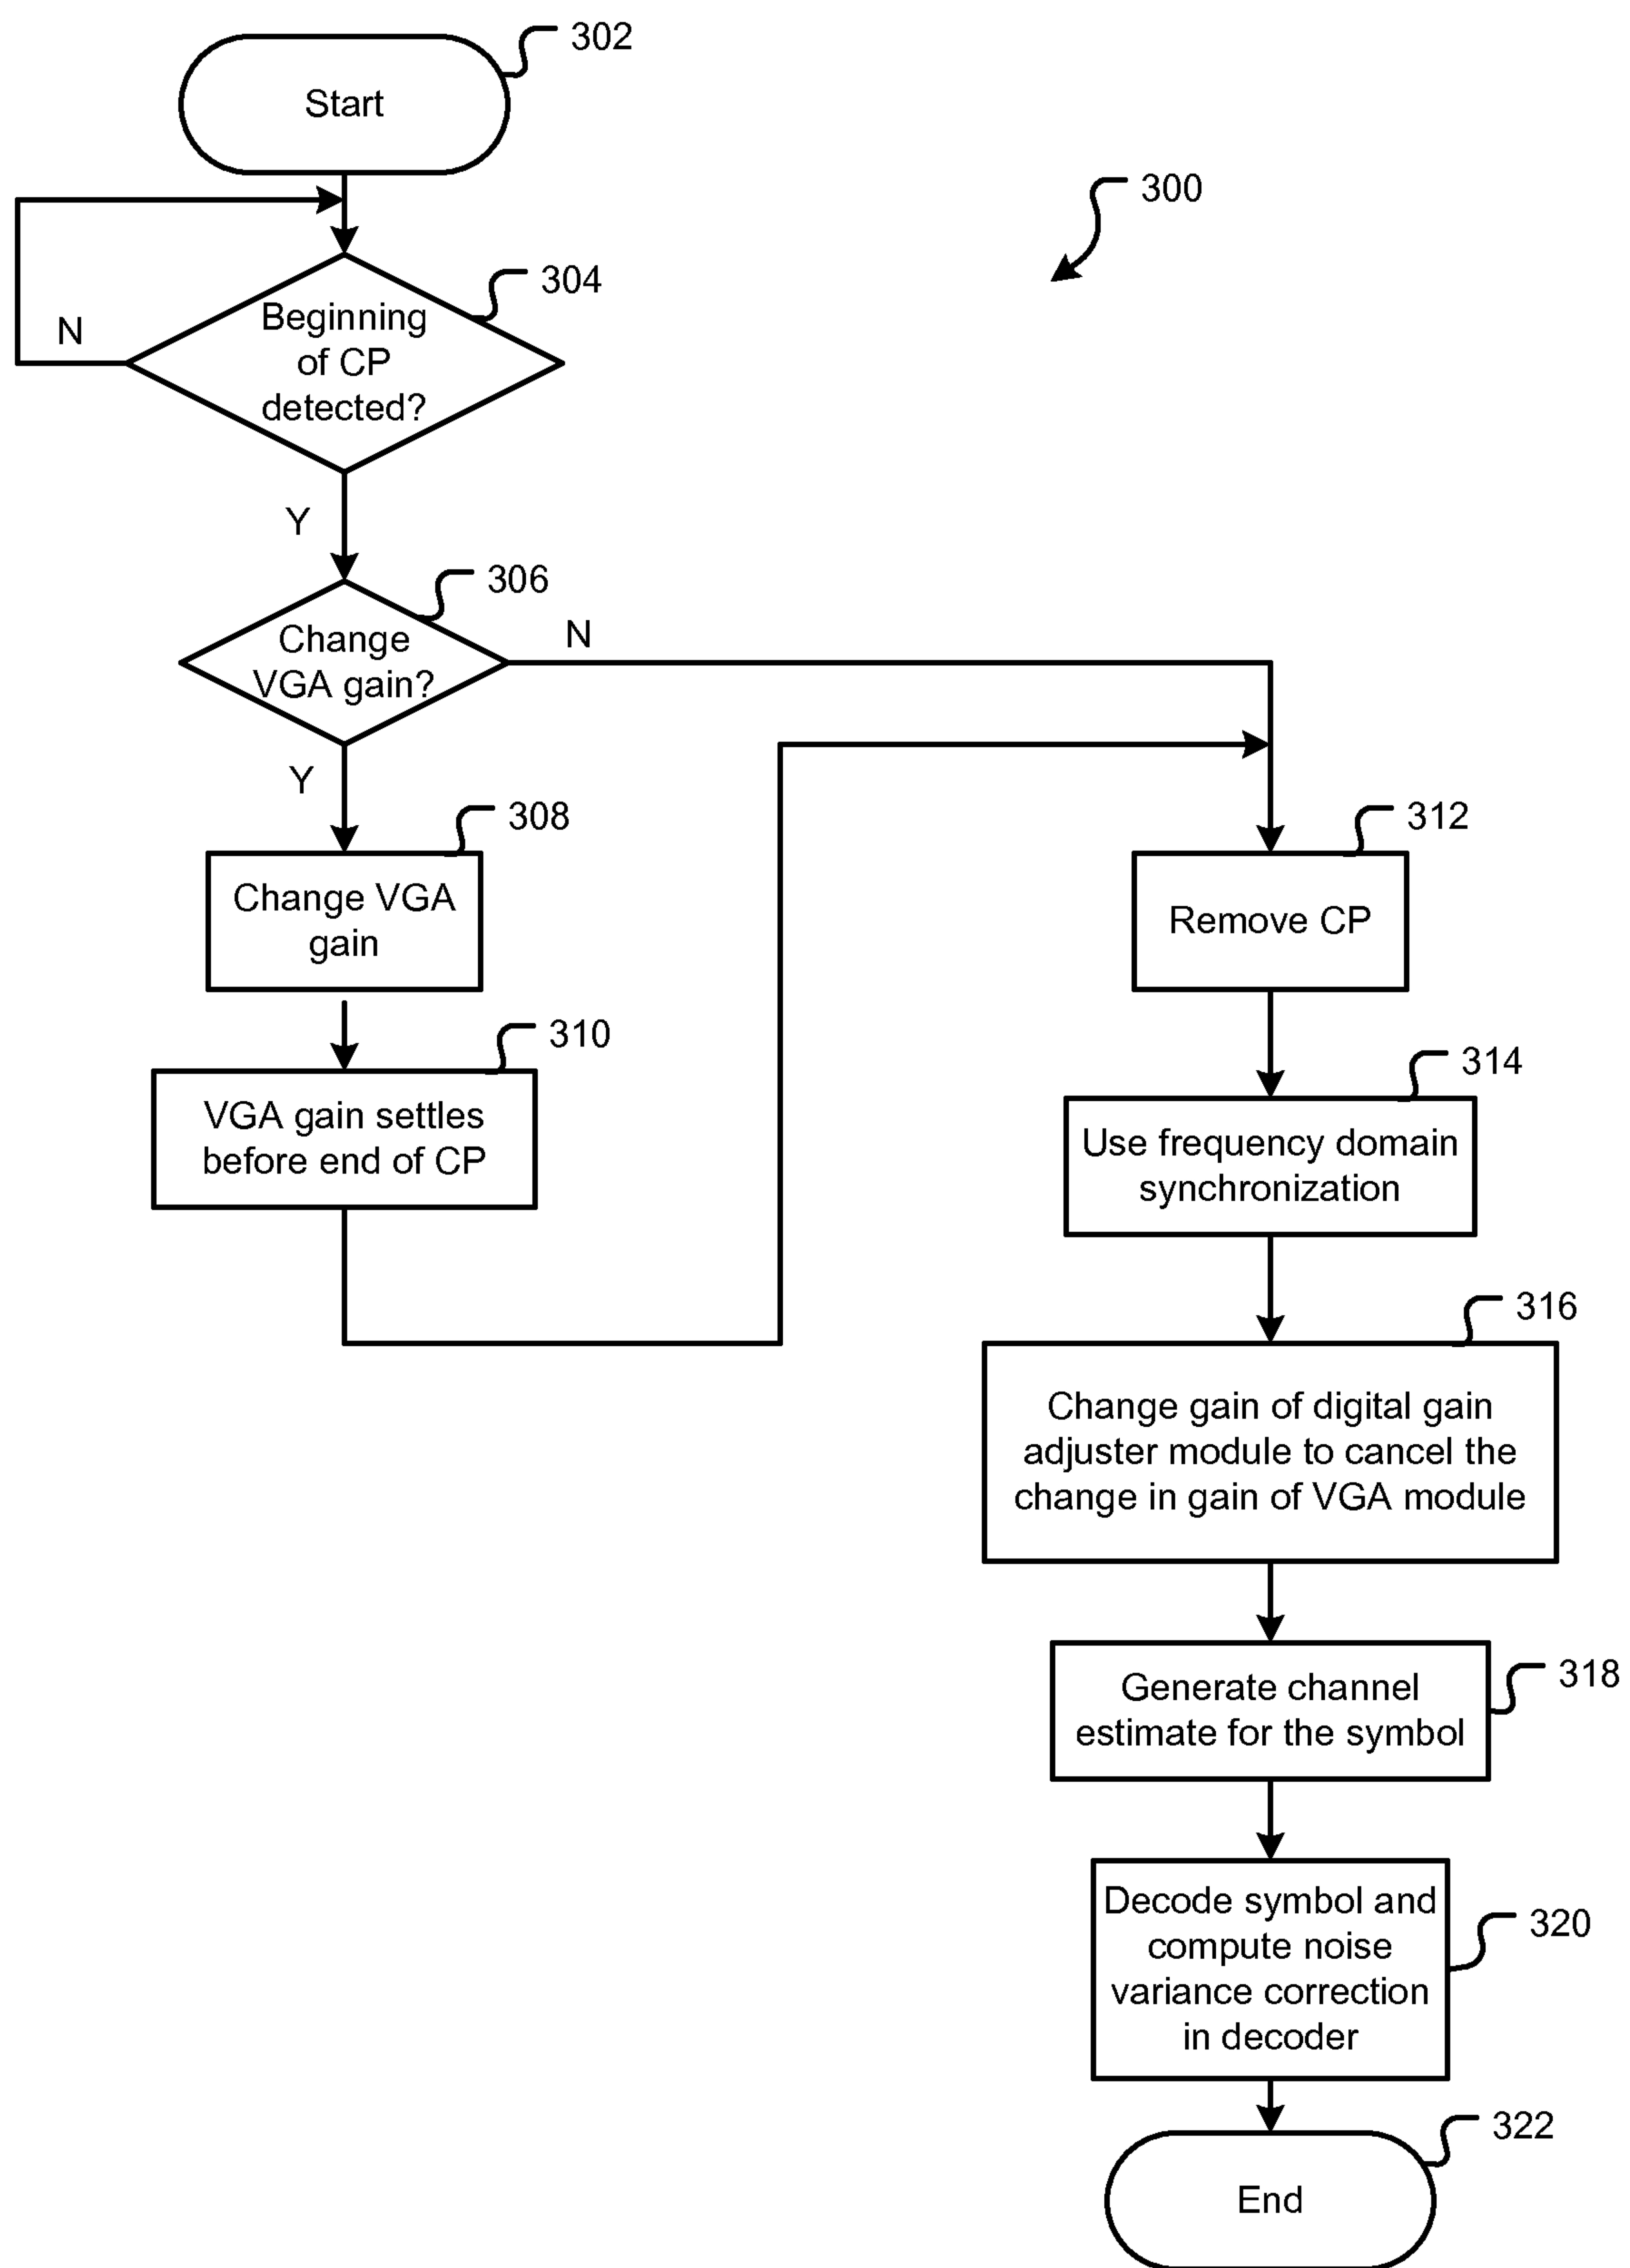 302
Start
300
304
Beginning
of CP
detected?
N
Y
306
Change
VGA gain?
N
Y
308
Change VGA
gain
310
VGA gain settles
before end of CP
312
Remove CP
314
Use frequency domain
synchronization
316
Change gain of digital gain
adjuster module to cancel the
change in gain of VGA module
318
Generate channel
estimate for the symbol
320
Decode symbol and
compute noise
variance correction
in decoder
322
End